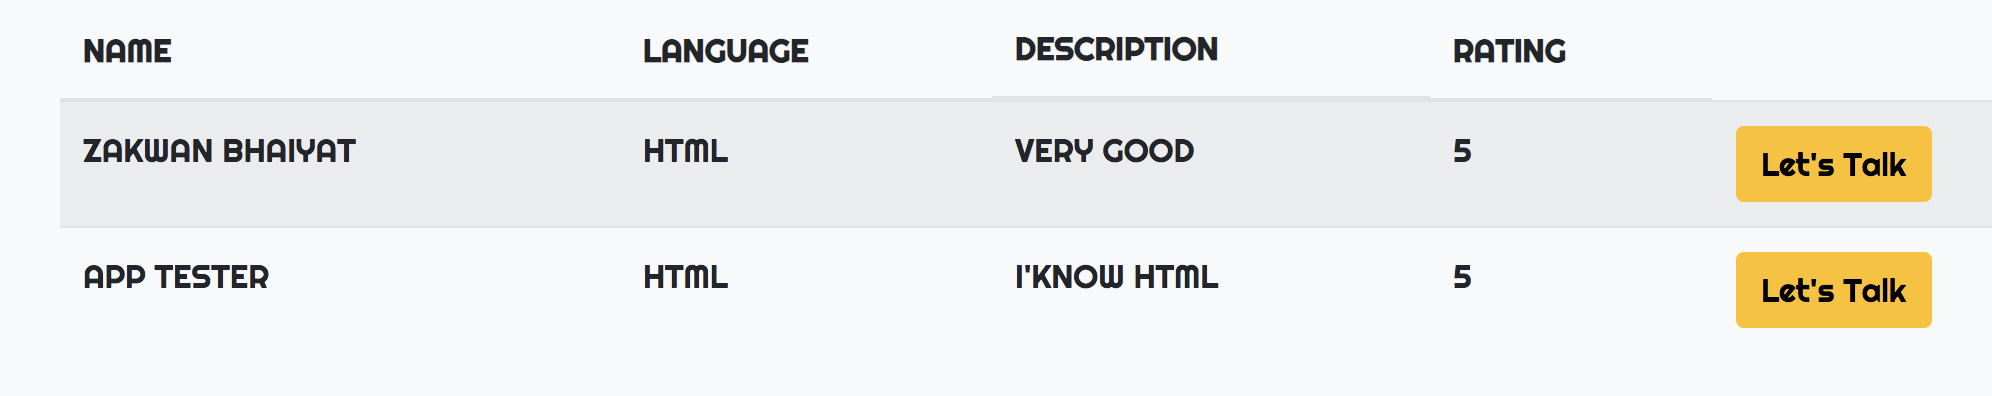 NAME LANGUAGE DESCRIPTION RATING
ZAKWAN BHAIYAT HTML VERY GOOD 5 Let's Talk
APP TESTER HTML I'KNOW HTML 5 Let's Talk